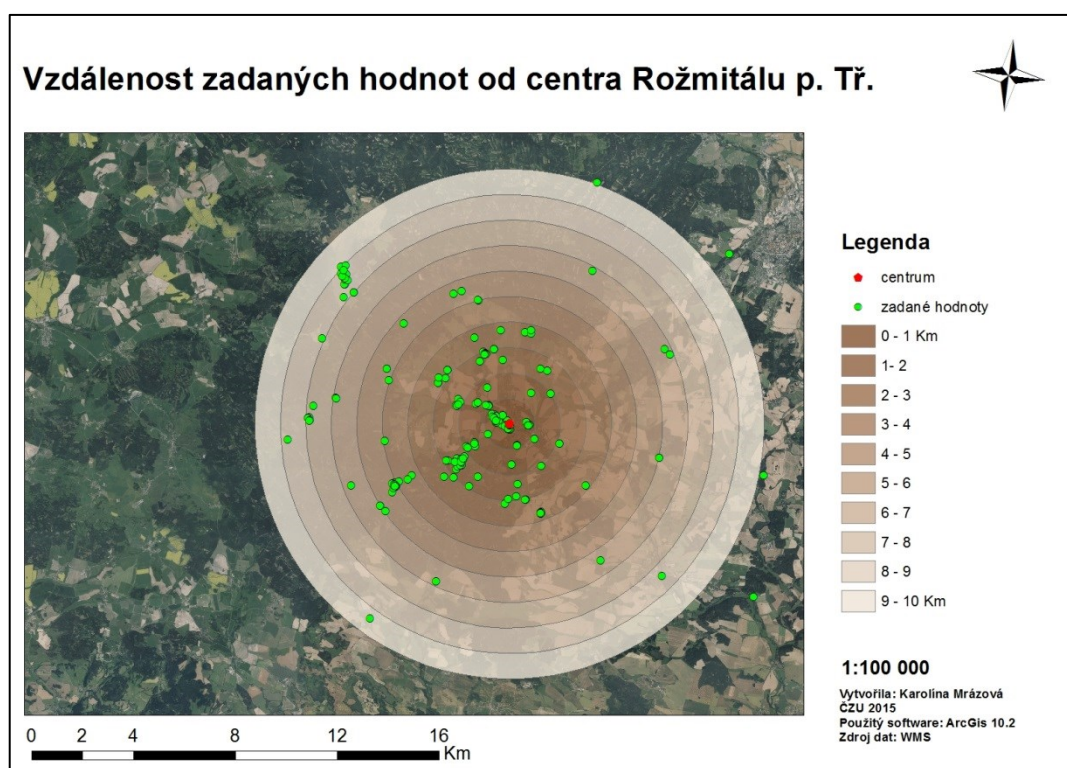 Vzdálenost zadaných hodnot od centra Rožmitálu p. Tř.
Legenda
centrum
zadané hodnoty
0 - 1 Km
1- 2
2 - 3
3 - 4
4 - 5
5 - 6
6 - 7
7 - 8
8 - 9
9 - 10 Km
1:100 000
Vytvořila: Karolína Mrázová
ČZU 2015
Použitý software: ArcGis 10.2
Zdroj dat: WMS
0 2 4 8 12 16
Km